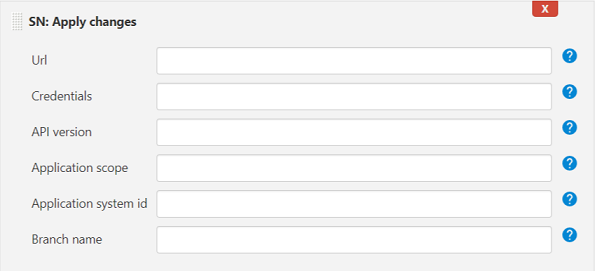 X
SN: Apply changes
Url ?
Credentials ?
API version ?
Application scope ?
Application system id ?
Branch name ?